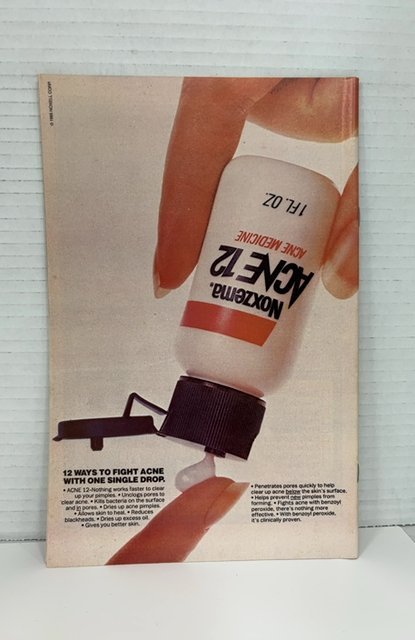 © 1985 NOXELL CORP.
1 FL. OZ.
ACNE MEDICINE
ACNE 12
Noxzema®
12 WAYS TO FIGHT ACNE
WITH ONE SINGLE DROP.
• ACNE 12-Nothing works faster to clear
up your pimples. • Unclogs pores to
clear acne. • Kills bacteria on the surface
and in pores. • Dries up acne pimples.
• Allows skin to heal. • Reduces
blackheads. • Dries up excess oil.
• Gives you better skin.
• Penetrates pores quickly to help
clear up acne below the skin's surface.
• Helps prevent new pimples from
forming. • Fights acne with benzoyl
peroxide, there's nothing more
effective. • With benzoyl peroxide,
it's clinically proven.